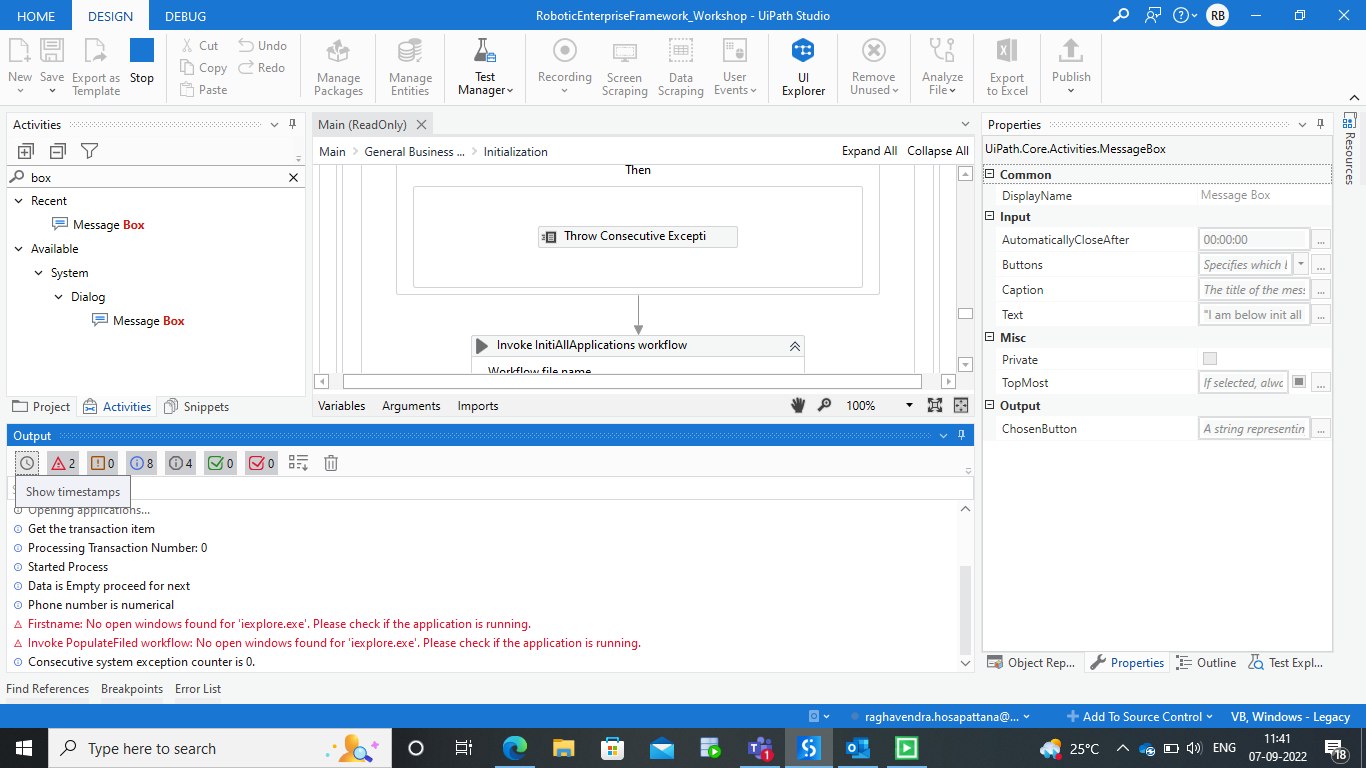 HOME DESIGN DEBUG RoboticEnterpriseFramework_Workshop - UiPath Studio RB
New Save Export as Template Stop Cut Copy Paste Undo Redo Manage Packages Manage Entities Test Manager Recording Screen Scraping Data Scraping User Events UI Explorer Remove Unused Analyze File Export to Excel Publish
Activities
box
Recent
Message Box
Available
System
Dialog
Message Box
Project Activities Snippets
Main (ReadOnly)
Main General Business ... Initialization Expand All Collapse All
Then
Throw Consecutive Excepti
Invoke InitiAllApplications workflow
Workflow file name
Variables Arguments Imports 100%
Properties
UiPath.Core.Activities.MessageBox
Common
DisplayName Message Box
Input
AutomaticallyCloseAfter 00:00:00 ...
Buttons Specifies which ...
Caption The title of the mes ...
Text "I am below init all ...
Misc
Private
TopMost If selected, alwa ...
Output
ChosenButton A string representin ...
Object Rep... Properties Outline Test Expl...
Resources
Output
2 0 8 4 0 0
Show timestamps
Opening applications...
Get the transaction item
Processing Transaction Number: 0
Started Process
Data is Empty proceed for next
Phone number is numerical
Firstname: No open windows found for 'iexplore.exe'. Please check if the application is running.
Invoke PopulateFiled workflow: No open windows found for 'iexplore.exe'. Please check if the application is running.
Consecutive system exception counter is 0.
Find References Breakpoints Error List
raghavendra.hosapattana@... Add To Source Control VB, Windows - Legacy
Type here to search 1 25°C ENG 11:41
07-09-2022 18